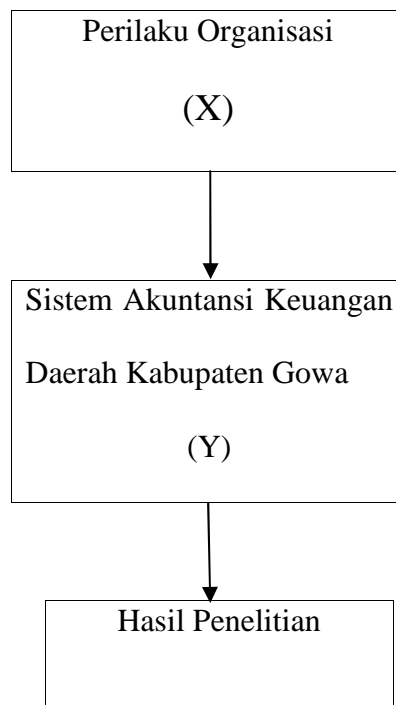 Perilaku Organisasi
(X)
Sistem Akuntansi Keuangan
Daerah Kabupaten Gowa
(Y)
Hasil Penelitian